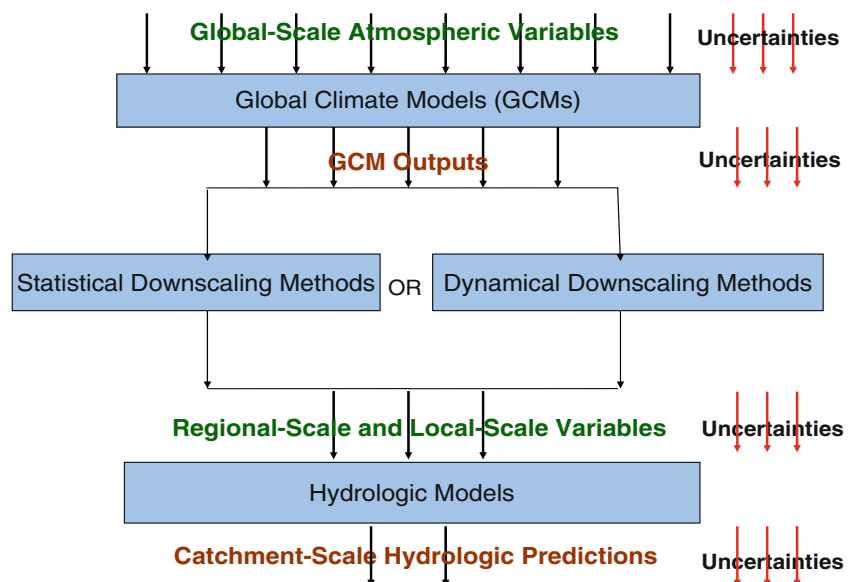 Global-Scale Atmospheric Variables
Uncertainties
Global Climate Models (GCMs)
GCM Outputs
Uncertainties
Statistical Downscaling Methods
OR
Dynamical Downscaling Methods
Regional-Scale and Local-Scale Variables
Uncertainties
Hydrologic Models
Catchment-Scale Hydrologic Predictions
Uncertainties